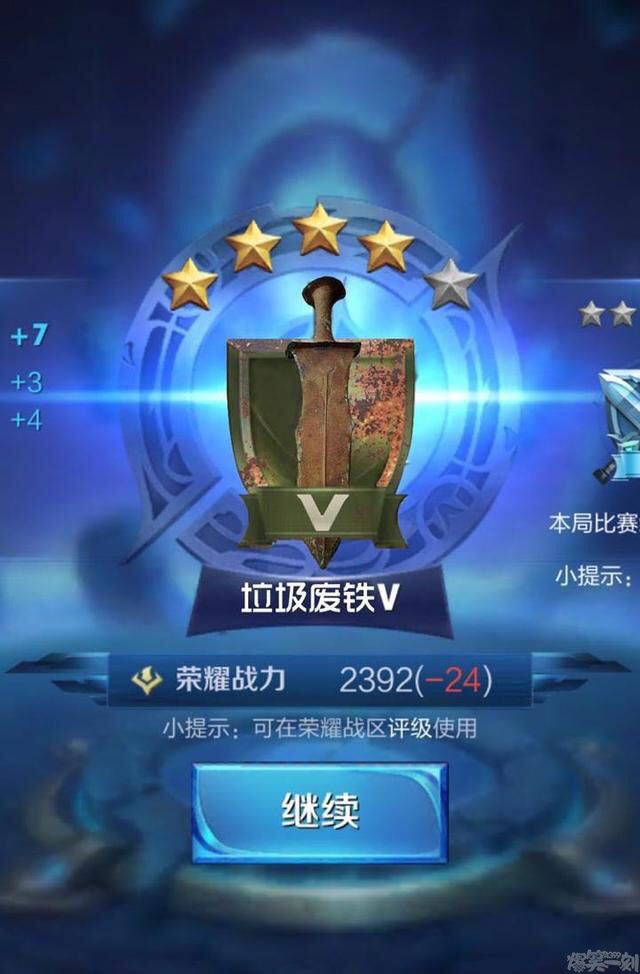 +7
+3
+4
V
本局比赛
小提示：
垃圾废铁V
荣耀战力 2392(-24)
小提示：可在荣耀战区评级使用
继续
爆笑一刻